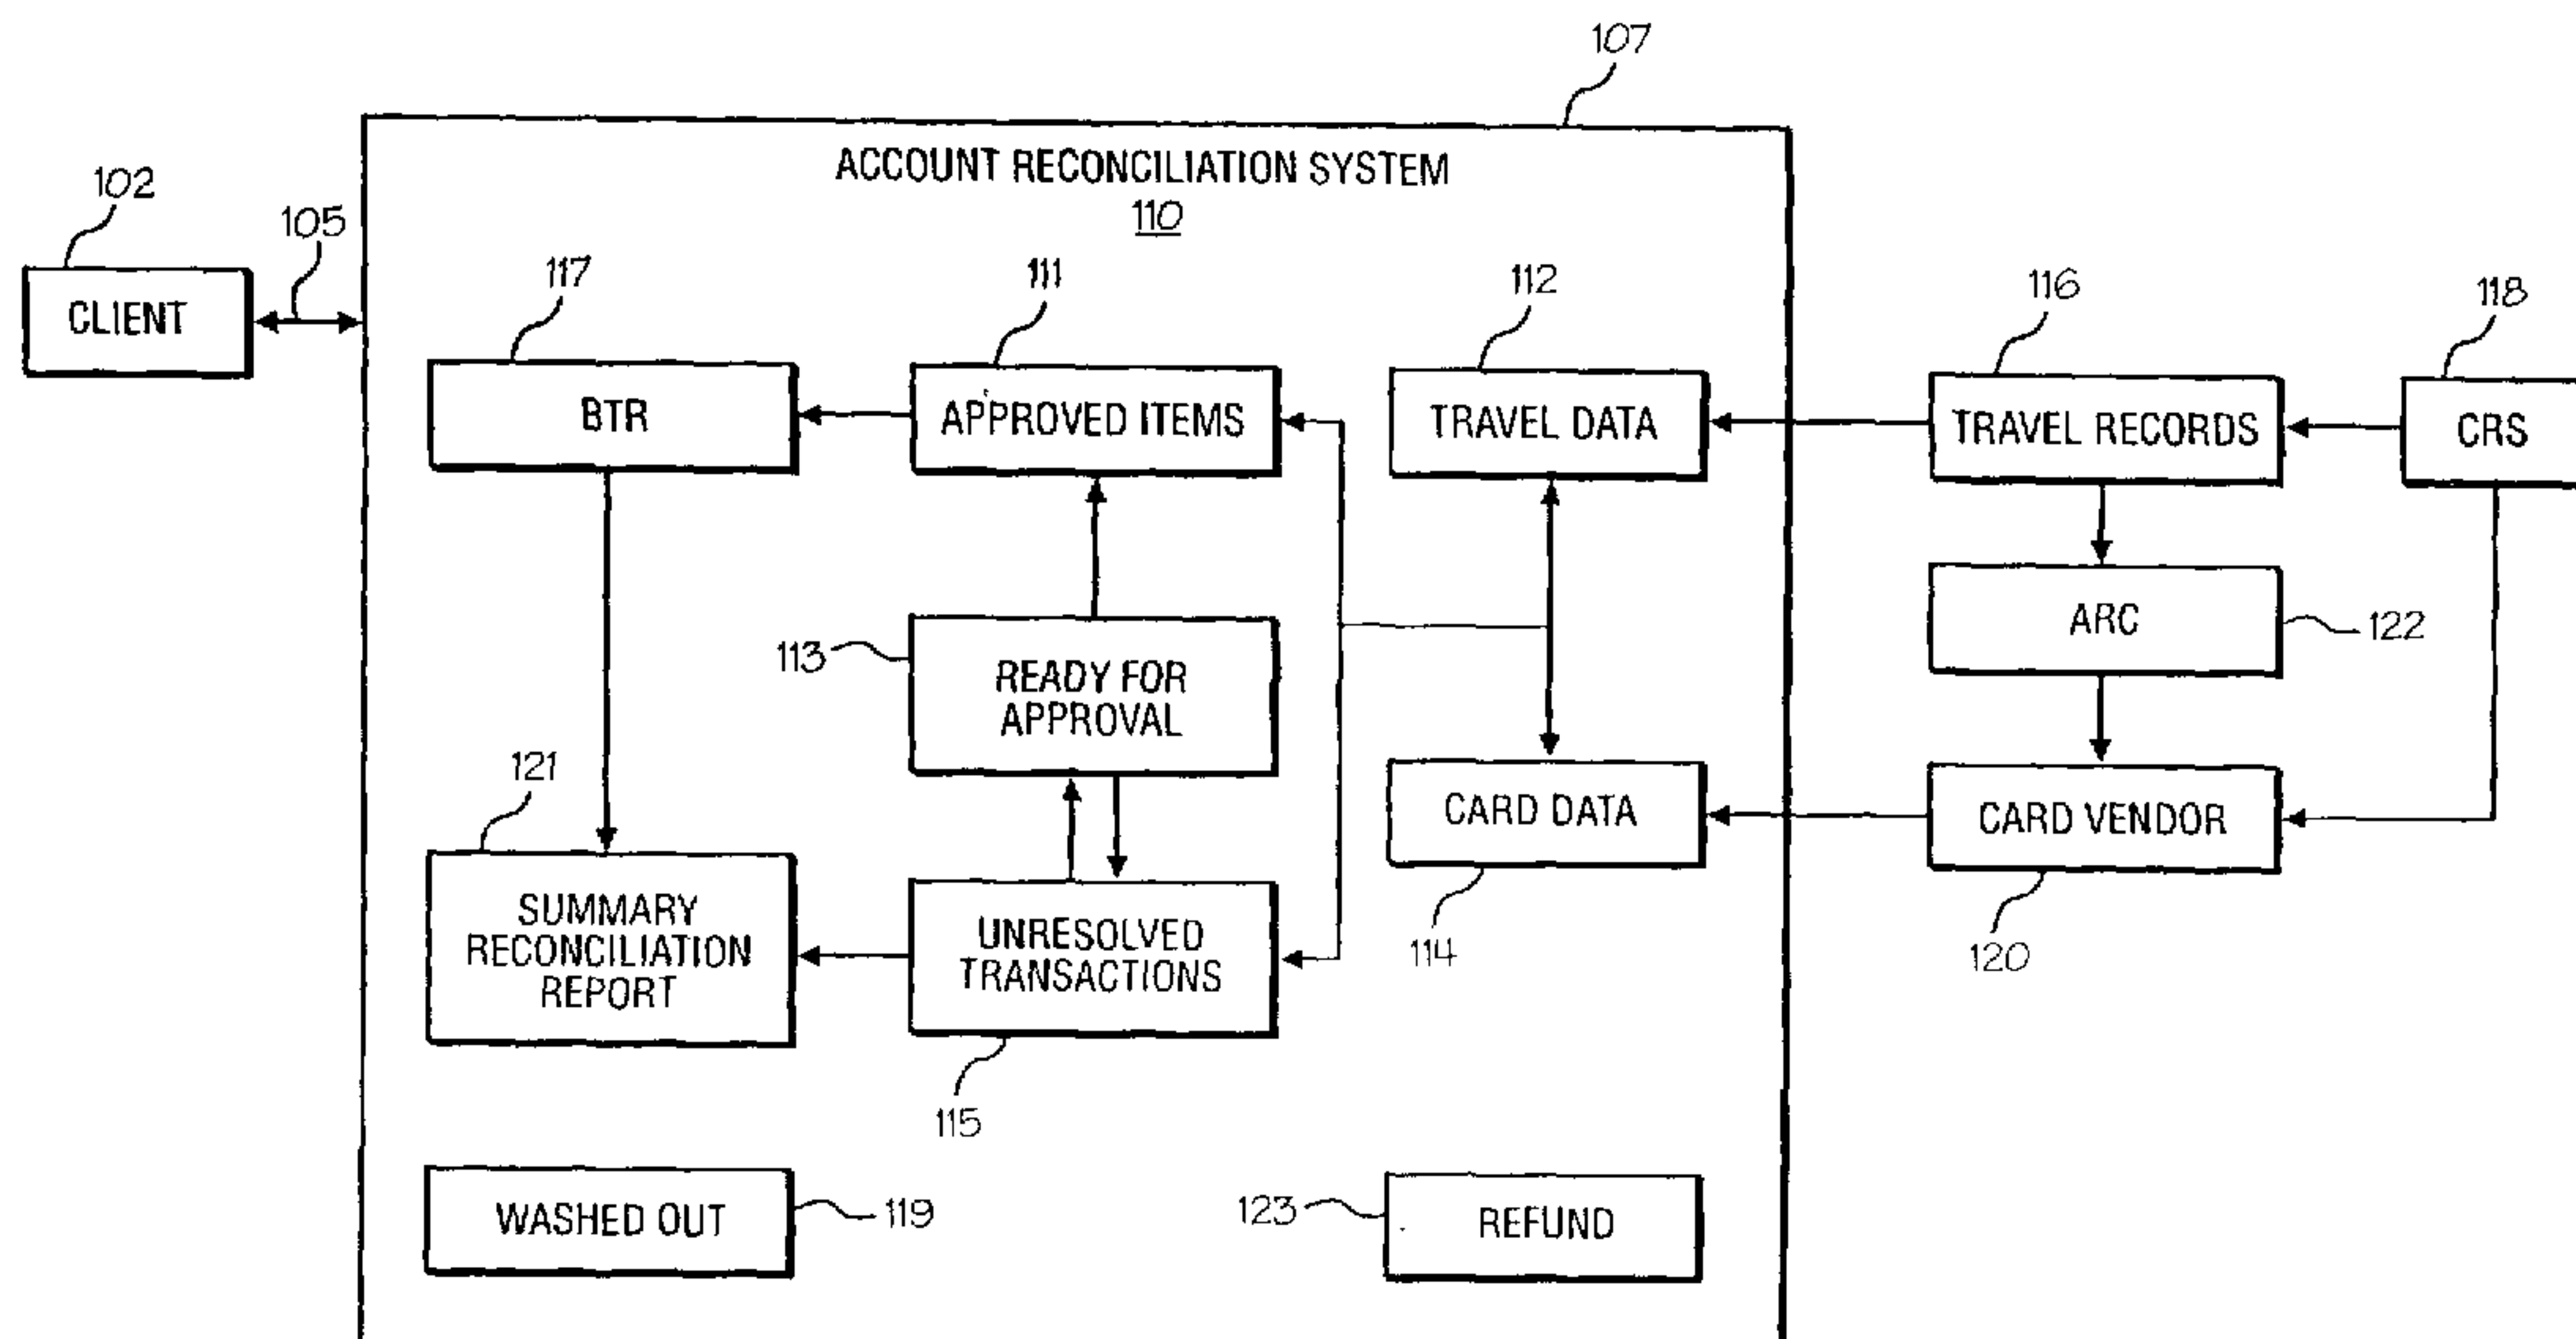 107
ACCOUNT RECONCILIATION SYSTEM
110
102
105
CLIENT
117
111
112
116
118
BTR
APPROVED ITEMS
TRAVEL DATA
TRAVEL RECORDS
CRS
113
READY FOR
APPROVAL
ARC
122
121
CARD DATA
CARD VENDOR
SUMMARY
RECONCILIATION
REPORT
UNRESOLVED
TRANSACTIONS
114
120
115
WASHED OUT
119
123
REFUND